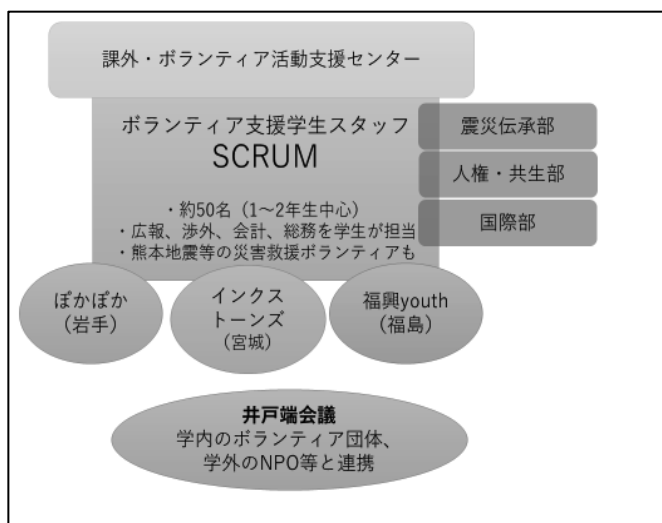 課外・ボランティア活動支援センター
ボランティア支援学生スタッフ
SCRUM
・約50名（1～2年生中心）
・広報、渉外、会計、総務を学生が担当
・熊本地震等の災害救援ボランティアも
震災伝承部
人権・共生部
国際部
ぽかぽか
（岩手）
インクス
トーンズ
（宮城）
福興youth
（福島）
井戸端会議
学内のボランティア団体、
学外のNPO等と連携